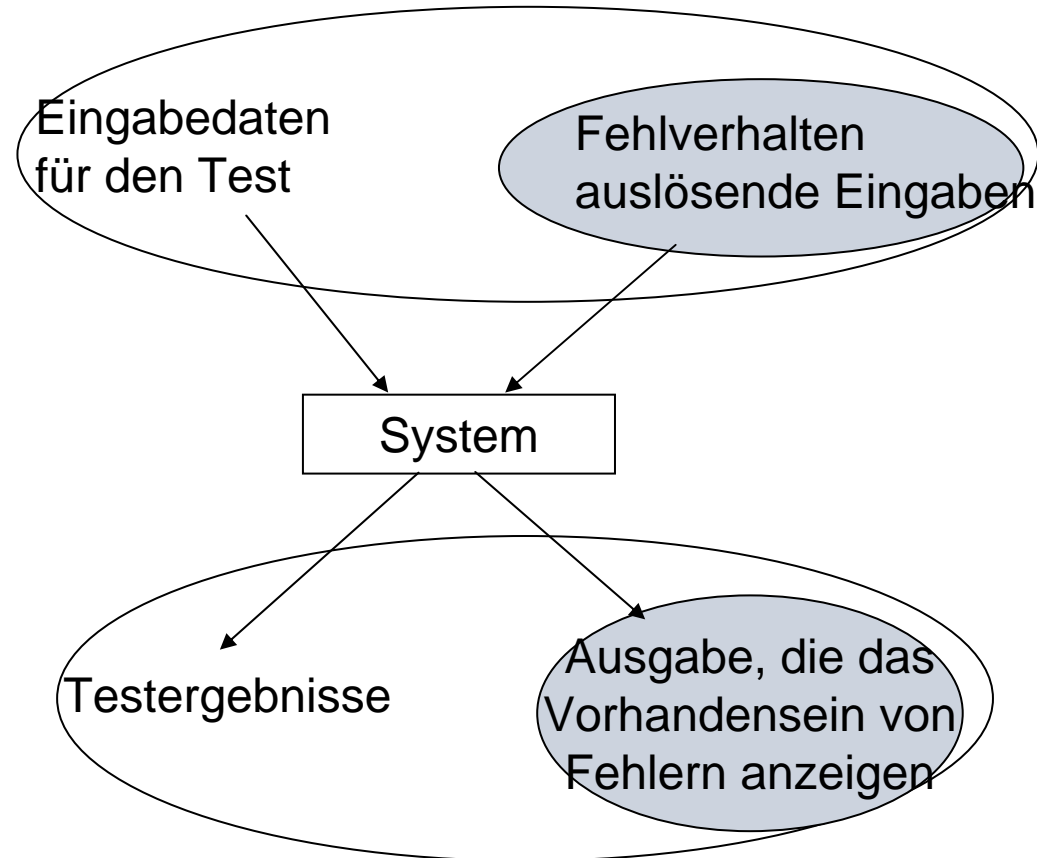 Eingabedaten
für den Test
Fehlverhalten
auslösende Eingaben
System
Testergebnisse
Ausgabe, die das
Vorhandensein von
Fehlern anzeigen